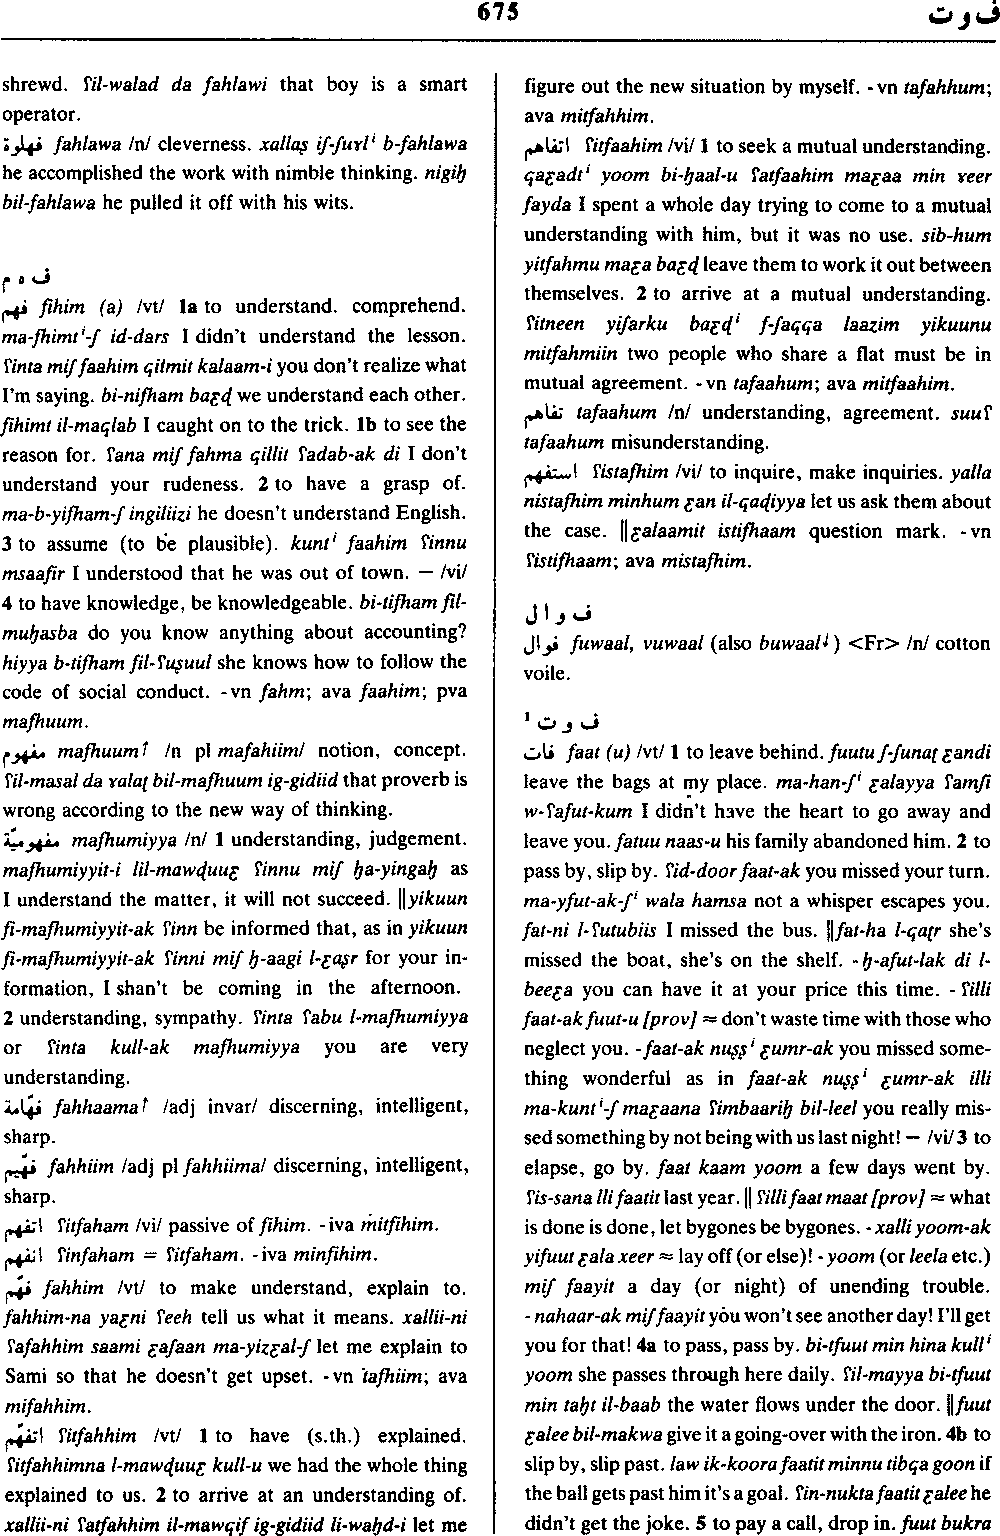 675
ف و ت
shrewd. ʕil-walad da fahlawi that boy is a smart
operator.
فهلوة fahlawa /n/ cleverness. xallaṣ iʃ-ʃuɣlⁱ b-fahlawa
he accomplished the work with nimble thinking. nigiḥ
bil-fahlawa he pulled it off with his wits.
ف ه م
فهم fihim (a) /vt/ 1a to understand. comprehend.
ma-fhimtⁱ-ʃ id-dars I didn't understand the lesson.
ʕinta miʃ faahim qilmit kalaam-i you don't realize what
I'm saying. bi-nifham baɛḍ we understand each other.
fihimt il-maqlab I caught on to the trick. 1b to see the
reason for. ʕana miʃ fahma qillit ʕadab-ak di I don't
understand your rudeness. 2 to have a grasp of.
ma-b-yifham-ʃ ingiliizi he doesn't understand English.
3 to assume (to be plausible). kuntⁱ faahim ʕinnu
msaafir I understood that he was out of town. — /vi/
4 to have knowledge, be knowledgeable. bi-tifham fil-
muḥasba do you know anything about accounting?
hiyya b-tifham fil-ʕuṣuul she knows how to follow the
code of social conduct. -vn fahm; ava faahim; pva
mafhuum.
مفهوم mafhuum↑ /n pl mafahiim/ notion, concept.
ʕil-masal da ɣalaṭ bil-mafhuum ig-gidiid that proverb is
wrong according to the new way of thinking.
مفهوميّة mafhumiyya /n/ 1 understanding, judgement.
mafhumiyyit-i lil-mawḍuuɛ ʕinnu miʃ ḥa-yingaḥ as
I understand the matter, it will not succeed. ‖yikuun
fi-mafhumiyyit-ak ʕinn be informed that, as in yikuun
fi-mafhumiyyit-ak ʕinni miʃ ḥ-aagi l-ɛaṣr for your in-
formation, I shan't be coming in the afternoon.
2 understanding, sympathy. ʕinta ʕabu l-mafhumiyya
or ʕinta kull-ak mafhumiyya you are very
understanding.
فهّامة fahhaama↑ /adj invar/ discerning, intelligent,
sharp.
فهّيم fahhiim /adj pl fahhiima/ discerning, intelligent,
sharp.
اتفهم ʕitfaham /vi/ passive of fihim. -iva mitfihim.
انفهم ʕinfaham = ʕitfaham. -iva minfihim.
فهّم fahhim /vt/ to make understand, explain to.
fahhim-na yaɛni ʕeeh tell us what it means. xallii-ni
ʕafahhim saami ɛaʃaan ma-yizɛal-ʃ let me explain to
Sami so that he doesn't get upset. -vn tafhiim; ava
mifahhim.
اتفهّم ʕitfahhim /vt/ 1 to have (s.th.) explained.
ʕitfahhimna l-mawḍuuɛ kull-u we had the whole thing
explained to us. 2 to arrive at an understanding of.
xallii-ni ʕatfahhim il-mawqif ig-gidiid li-waḥd-i let me
figure out the new situation by myself. -vn tafahhum;
ava mitfahhim.
اتفاهم ʕitfaahim /vi/ 1 to seek a mutual understanding.
qaɛadtⁱ yoom bi-ḥaal-u ʕatfaahim maɛaa min ɣeer
fayda I spent a whole day trying to come to a mutual
understanding with him, but it was no use. sib-hum
yitfahmu maɛa baɛḍ leave them to work it out between
themselves. 2 to arrive at a mutual understanding.
ʕitneen yiʃarku baɛḍⁱ f-ʃaqqa laazim yikuunu
mitfahmiin two people who share a flat must be in
mutual agreement. -vn tafaahum; ava mitfaahim.
تفاهم tafaahum /n/ understanding, agreement. suuʕ
tafaahum misunderstanding.
استفهم ʕistafhim /vi/ to inquire, make inquiries. yalla
nistafhim minhum ɛan il-qaḍiyya let us ask them about
the case. ‖ɛalaamit istifhaam question mark. -vn
ʕistifhaam; ava mistafhim.
ف و ا ل
فوال fuwaal, vuwaal (also buwaal↓) <Fr> /n/ cotton
voile.
ف و ت ¹
فات faat (u) /vt/ 1 to leave behind. fuutu ʃ-ʃunaṭ ɛandi
leave the bags at my place. ma-han-ʃⁱ ɛalayya ʕamʃi
w-ʕafut-kum I didn't have the heart to go away and
leave you. fatuu naas-u his family abandoned him. 2 to
pass by, slip by. ʕid-door faat-ak you missed your turn.
ma-yfut-ak-ʃⁱ wala hamsa not a whisper escapes you.
fat-ni l-ʕutubiis I missed the bus. ‖fat-ha l-qaṭr she's
missed the boat, she's on the shelf. -ḥ-afut-lak di l-
beeɛa you can have it at your price this time. -ʕilli
faat-ak fuut-u [prov] ≈ don't waste time with those who
neglect you. -faat-ak nuṣṣⁱ ɛumr-ak you missed some-
thing wonderful as in faat-ak nuṣṣⁱ ɛumr-ak illi
ma-kuntⁱ-ʃ maɛaana ʕimbaariḥ bil-leel you really mis-
sed something by not being with us last night! — /vi/ 3 to
elapse, go by. faat kaam yoom a few days went by.
ʕis-sana lli faatit last year. ‖ ʕilli faat maat [prov] ≈ what
is done is done, let bygones be bygones. -xalli yoom-ak
yifuut ɛala xeer ≈ lay off (or else)! -yoom (or leela etc.)
miʃ faayit a day (or night) of unending trouble.
-nahaar-ak miʃ faayit you won't see another day! I'll get
you for that! 4a to pass, pass by. bi-tfuut min hina kullⁱ
yoom she passes through here daily. ʕil-mayya bi-tfuut
min taḥt il-baab the water flows under the door. ‖fuut
ɛalee bil-makwa give it a going-over with the iron. 4b to
slip by, slip past. law ik-koora faatit minnu tibqa goon if
the ball gets past him it's a goal. ʕin-nukta faatit ɛalee he
didn't get the joke. 5 to pay a call, drop in. fuut bukra